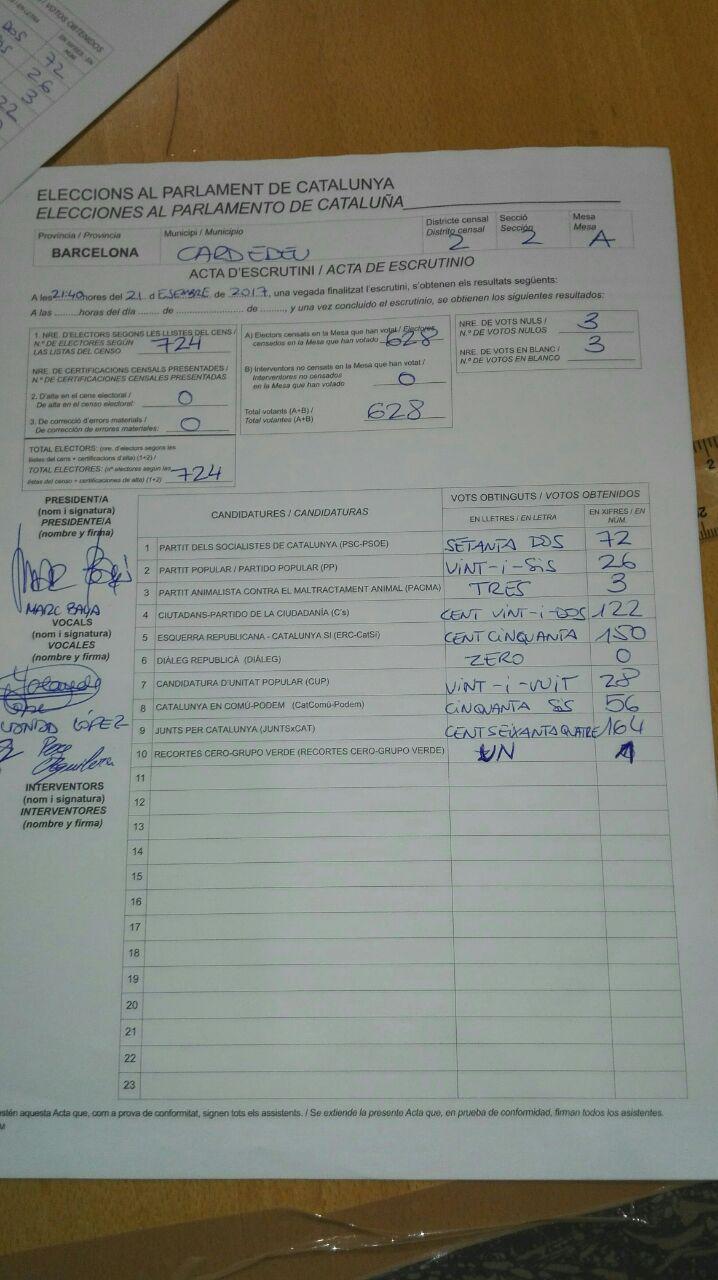 VOTOS OBTENIDOS
72
26
3
ELECCIONS AL PARLAMENT DE CATALUNYA
ELECCIONES AL PARLAMENTO DE CATALUÑA
Província / Provincia
BARCELONA
Municipi / Municipio
CARDEDEU
Districte censal
Distrito censal
2
Secció
Sección
2
Mesa
Mesa
A
ACTA D'ESCRUTINI / ACTA DE ESCRUTINIO
A les 21:40 hores del 21 d ESEMBRE de 2017, una vegada finalitzat l'escrutini, s'obtenen els resultats següents:
A las ........ horas del día ....... de ........................ de ........, y una vez concluido el escrutinio, se obtienen los siguientes resultados:
1. NRE. D'ELECTORS SEGONS LES LLISTES DEL CENS /
N.º DE ELECTORES SEGÚN
LAS LISTAS DEL CENSO
724
NRE. DE CERTIFICACIONS CENSALS PRESENTADES /
N.º DE CERTIFICACIONES CENSALES PRESENTADAS
2. D'alta en el cens electoral /
De alta en el censo electoral:
0
3. De correcció d'errors materials /
De corrección de errores materiales:
0
TOTAL ELECTORS: (nre. d'electors segons les
llistes del cens + certificacions d'alta) (1+2) /
TOTAL ELECTORES: (nº electores según las
listas del censo + certificaciones de alta) (1+2)
724
A) Electors censats en la Mesa que han votat / Electores
censados en la Mesa que han votado
628
B) Interventors no censats en la Mesa que han votat /
Interventores no censados
en la Mesa que han votado
0
Total votants (A+B) /
Total votantes (A+B)
628
NRE. DE VOTS NULS /
N.º DE VOTOS NULOS
3
NRE. DE VOTS EN BLANC /
N.º DE VOTOS EN BLANCO
3
PRESIDENT/A
(nom i signatura)
PRESIDENTE/A
(nombre y firma)
MARC BAYA
VOCALS
(nom i signatura)
VOCALES
(nombre y firma)
LÓPEZ
INTERVENTORS
(nom i signatura)
INTERVENTORES
(nombre y firma)
CANDIDATURES / CANDIDATURAS
VOTS OBTINGUTS / VOTOS OBTENIDOS
EN LLETRES / EN LETRA
EN XIFRES / EN NÚM.
1 PARTIT DELS SOCIALISTES DE CATALUNYA (PSC-PSOE) SETANTA DOS 72
2 PARTIT POPULAR / PARTIDO POPULAR (PP) VINT-i-SiS 26
3 PARTIT ANIMALISTA CONTRA EL MALTRACTAMENT ANIMAL (PACMA) TRES 3
4 CIUTADANS-PARTIDO DE LA CIUDADANÍA (C's) CENT VINT-i-DOS 122
5 ESQUERRA REPUBLICANA - CATALUNYA SÍ (ERC-CatSí) CENT CINQUANTA 150
6 DIÀLEG REPUBLICÀ (DIÀLEG) ZERO 0
7 CANDIDATURA D'UNITAT POPULAR (CUP) VINT-i-VUIT 28
8 CATALUNYA EN COMÚ-PODEM (CatComú-Podem) CINQUANTA SiS 56
9 JUNTS PER CATALUNYA (JUNTSxCAT) CENT SEIXANTA QUATRE 164
10 RECORTES CERO-GRUPO VERDE (RECORTES CERO-GRUPO VERDE) UN 1
11
12
13
14
15
16
17
18
19
20
21
22
23
aquesta Acta que, com a prova de conformitat, signen tots els assistents. / Se extiende la presente Acta que, en prueba de conformidad, firman todos los asistentes.